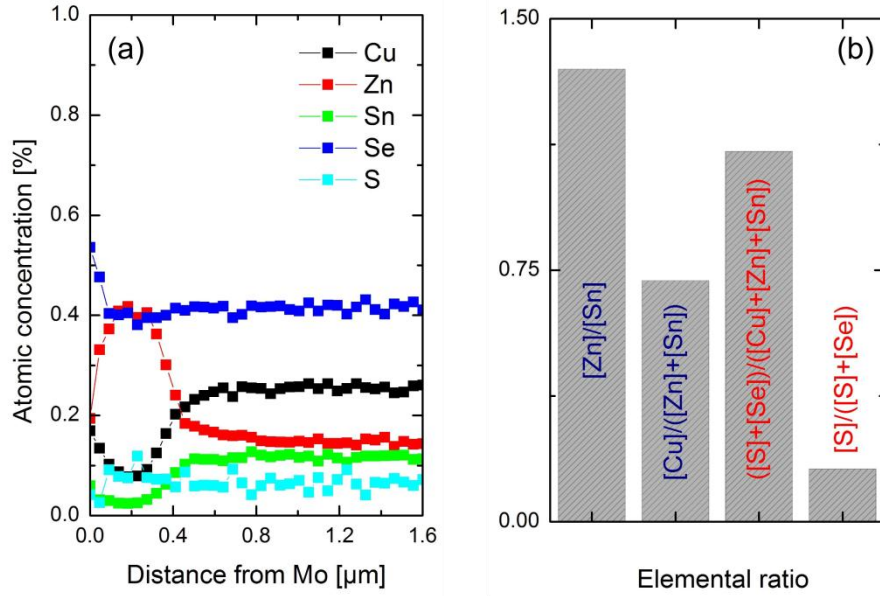 (a)
Cu
Zn
Sn
Se
S
1.0
0.8
0.6
0.4
0.2
0.0
Atomic concentration [%]
0.0 0.4 0.8 1.2 1.6
Distance from Mo [µm]
(b)
1.50
0.75
0.00
[Zn]/[Sn]
[Cu]/([Zn]+[Sn])
([S]+[Se])/([Cu]+[Zn]+[Sn])
[S]/([S]+[Se])
Elemental ratio